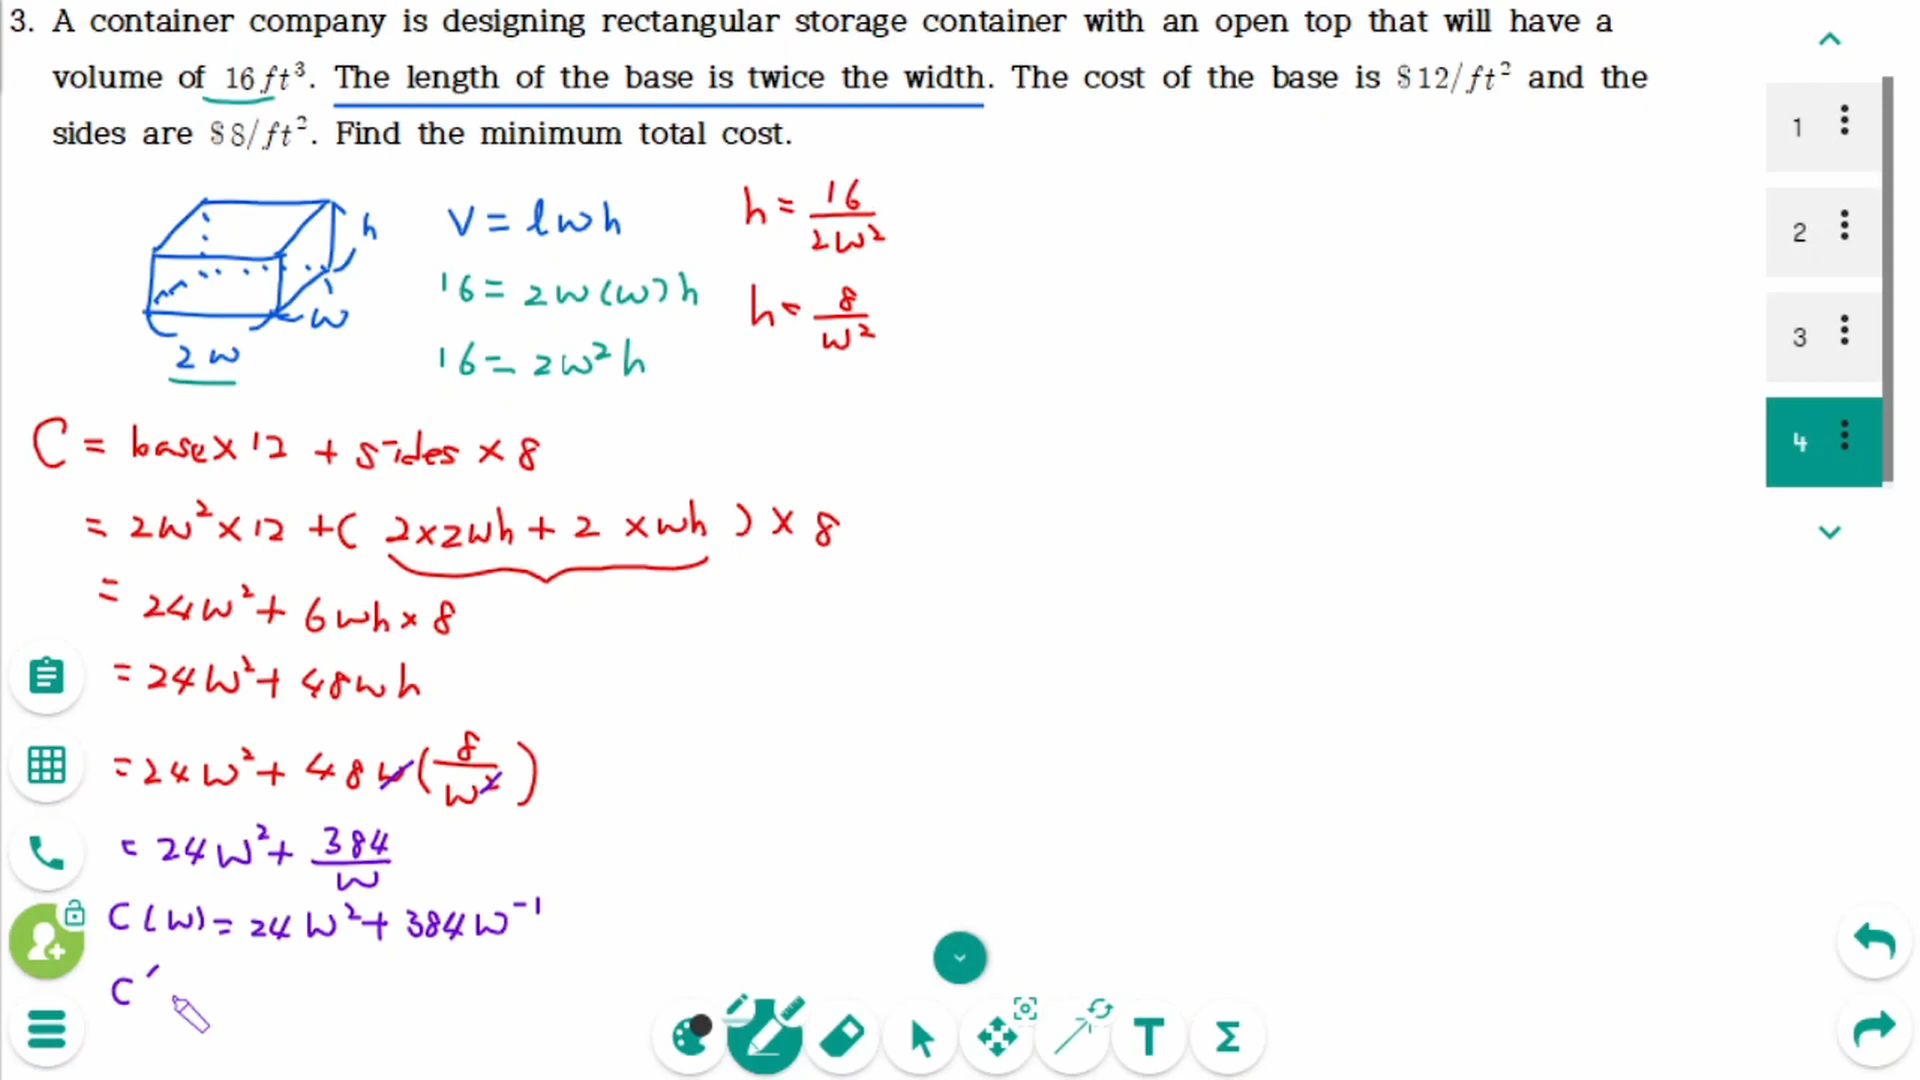 3. A container company is designing rectangular storage container with an open top that will have a
volume of 16 ft³. The length of the base is twice the width. The cost of the base is $12/ft² and the
sides are $8/ft². Find the minimum total cost.
h
w
2w
V = lwh
16 = 2w(w)h
16 = 2w²h
h = 16/2w²
h = 8/w²
C = base × 12 + sides × 8
= 2w² × 12 + ( 2×2wh + 2 × wh ) × 8
= 24w² + 6wh × 8
= 24w² + 48wh
= 24w² + 48w(8/w²)
= 24w² + 384/w
C(w) = 24w² + 384w⁻¹
C′
1
2
3
4
T
Σ